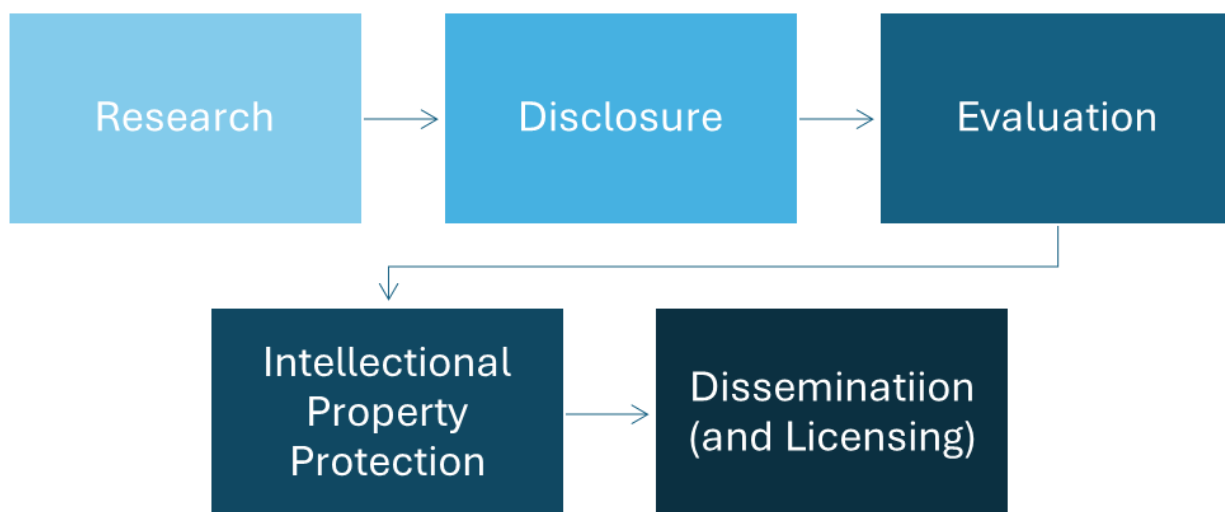 Research
Disclosure
Evaluation
Intellectional
Property
Protection
Disseminatiion
(and Licensing)